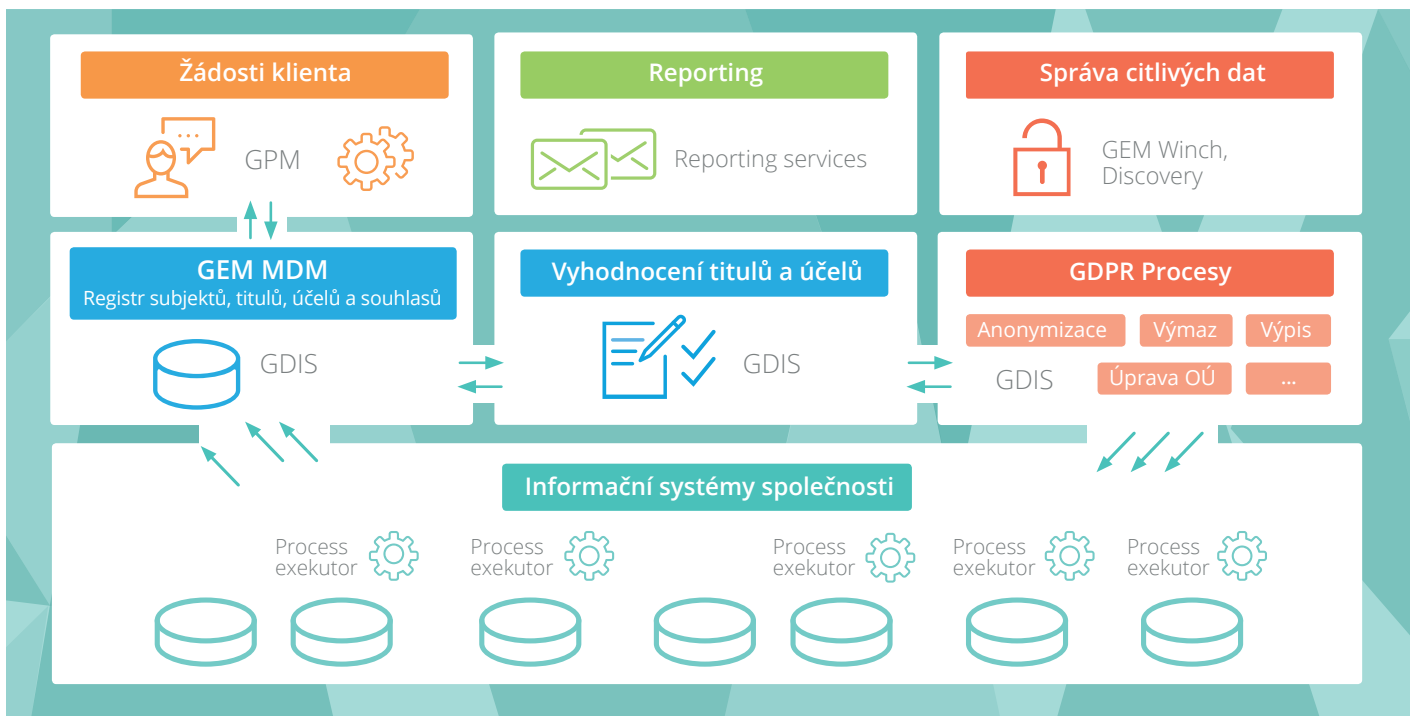 Žádosti klienta
GPM
Reporting
Reporting services
Správa citlivých dat
GEM Winch,
Discovery
GEM MDM
Registr subjektů, titulů, účelů a souhlasů
GDIS
Vyhodnocení titulů a účelů
GDIS
GDPR Procesy
Anonymizace
Výmaz
Výpis
GDIS
Úprava OÚ
...
Informační systémy společnosti
Process
exekutor
Process
exekutor
Process
exekutor
Process
exekutor
Process
exekutor